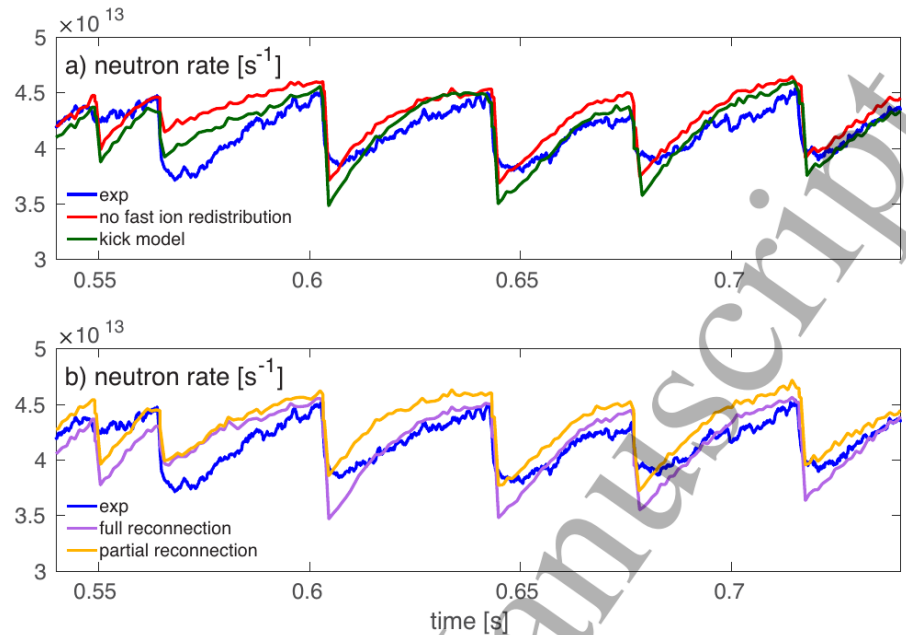 ×10 13
5
a) neutron rate [s-1]
4.5
4
3.5
exp
no fast ion redistribution
kick model
3
0.55
0.6
0.65
0.7
×10 13
5
b) neutron rate [s-1]
4.5
4
3.5
exp
full reconnection
partial reconnection
3
0.55
0.6
0.65
0.7
time [s]
anuscript